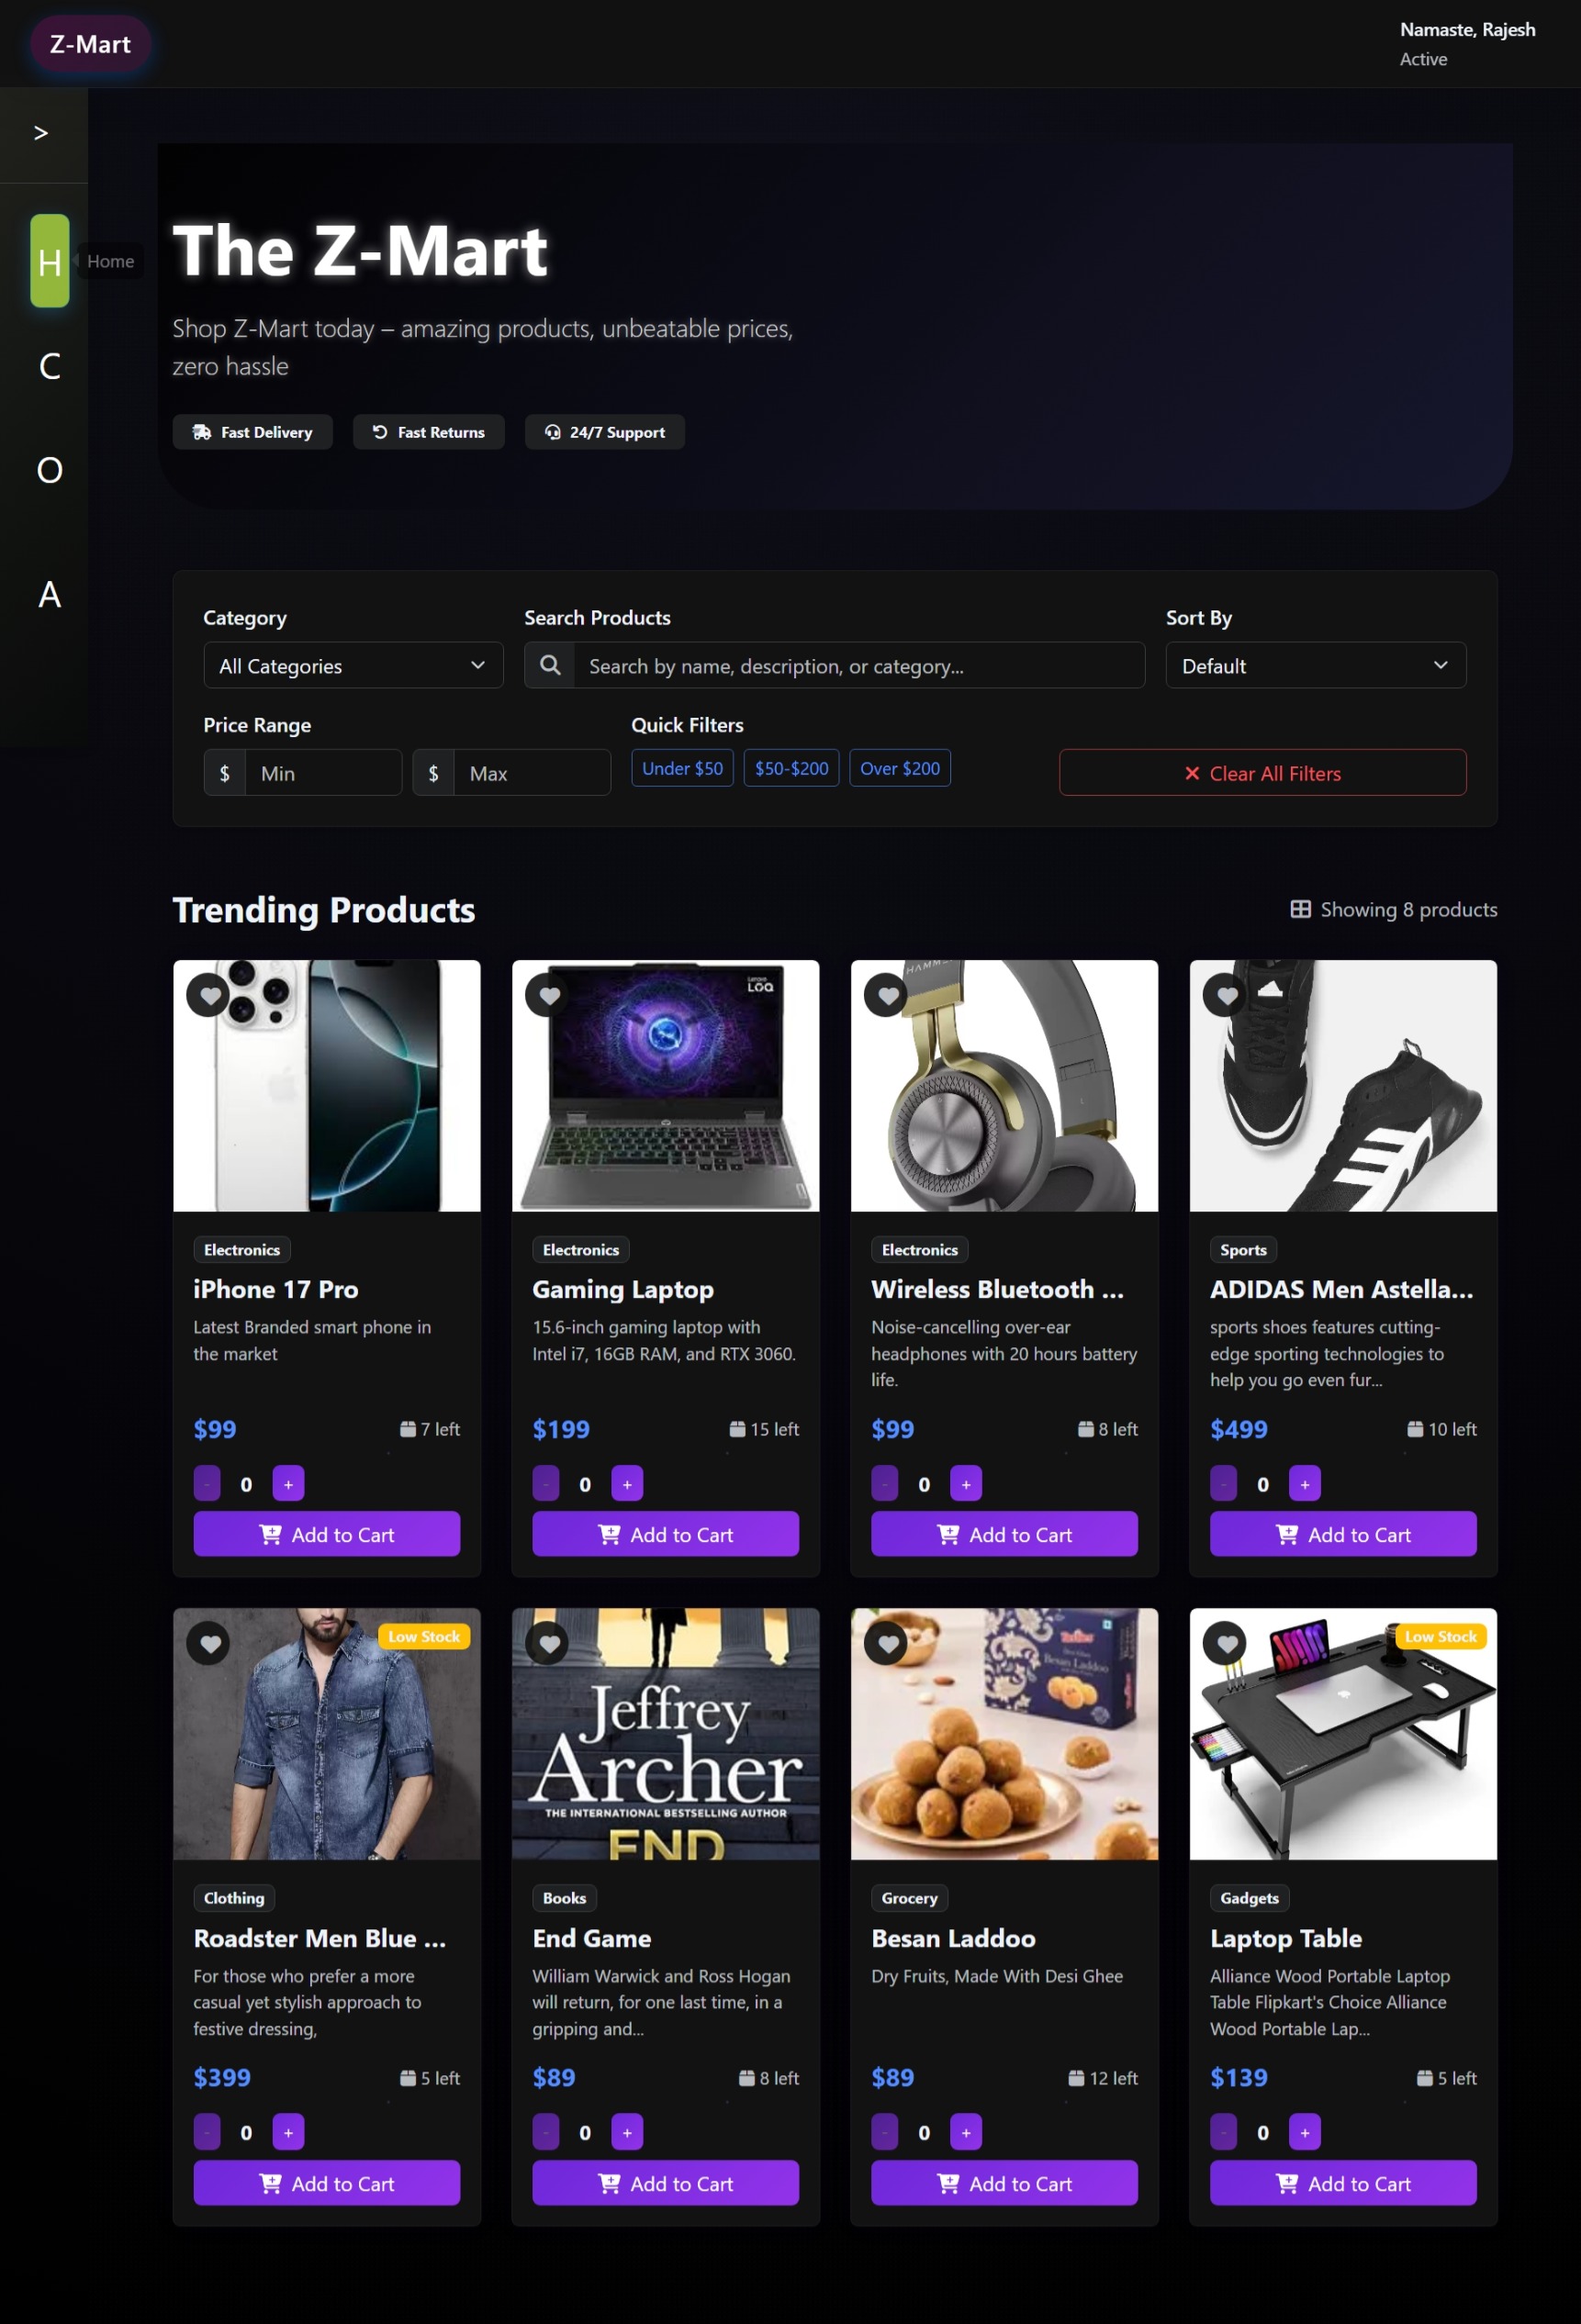 Z-Mart
Namaste, Rajesh
Active
>
H
Home
C
O
A
The Z-Mart
Shop Z-Mart today – amazing products, unbeatable prices,
zero hassle
Fast Delivery
Fast Returns
24/7 Support
Category
Search Products
Sort By
All Categories
Search by name, description, or category...
Default
Price Range
Quick Filters
$ Min
$ Max
Under $50
$50-$200
Over $200
Clear All Filters
Trending Products
Showing 8 products
Electronics
iPhone 17 Pro
Latest Branded smart phone in
the market
$99
7 left
- 0 +
Add to Cart
Lenovo
LOQ
Electronics
Gaming Laptop
15.6-inch gaming laptop with
Intel i7, 16GB RAM, and RTX 3060.
$199
15 left
- 0 +
Add to Cart
Electronics
Wireless Bluetooth ...
Noise-cancelling over-ear
headphones with 20 hours battery
life.
$99
8 left
- 0 +
Add to Cart
Sports
ADIDAS Men Astella...
sports shoes features cutting-
edge sporting technologies to
help you go even fur...
$499
10 left
- 0 +
Add to Cart
Low Stock
Clothing
Roadster Men Blue ...
For those who prefer a more
casual yet stylish approach to
festive dressing,
$399
5 left
- 0 +
Add to Cart
Jeffrey
Archer
THE INTERNATIONAL BESTSELLING AUTHOR
END
Books
End Game
William Warwick and Ross Hogan
will return, for one last time, in a
gripping and...
$89
8 left
- 0 +
Add to Cart
Besan Laddoo
Grocery
Besan Laddoo
Dry Fruits, Made With Desi Ghee
$89
12 left
- 0 +
Add to Cart
Low Stock
Gadgets
Laptop Table
Alliance Wood Portable Laptop
Table Flipkart's Choice Alliance
Wood Portable Lap...
$139
5 left
- 0 +
Add to Cart